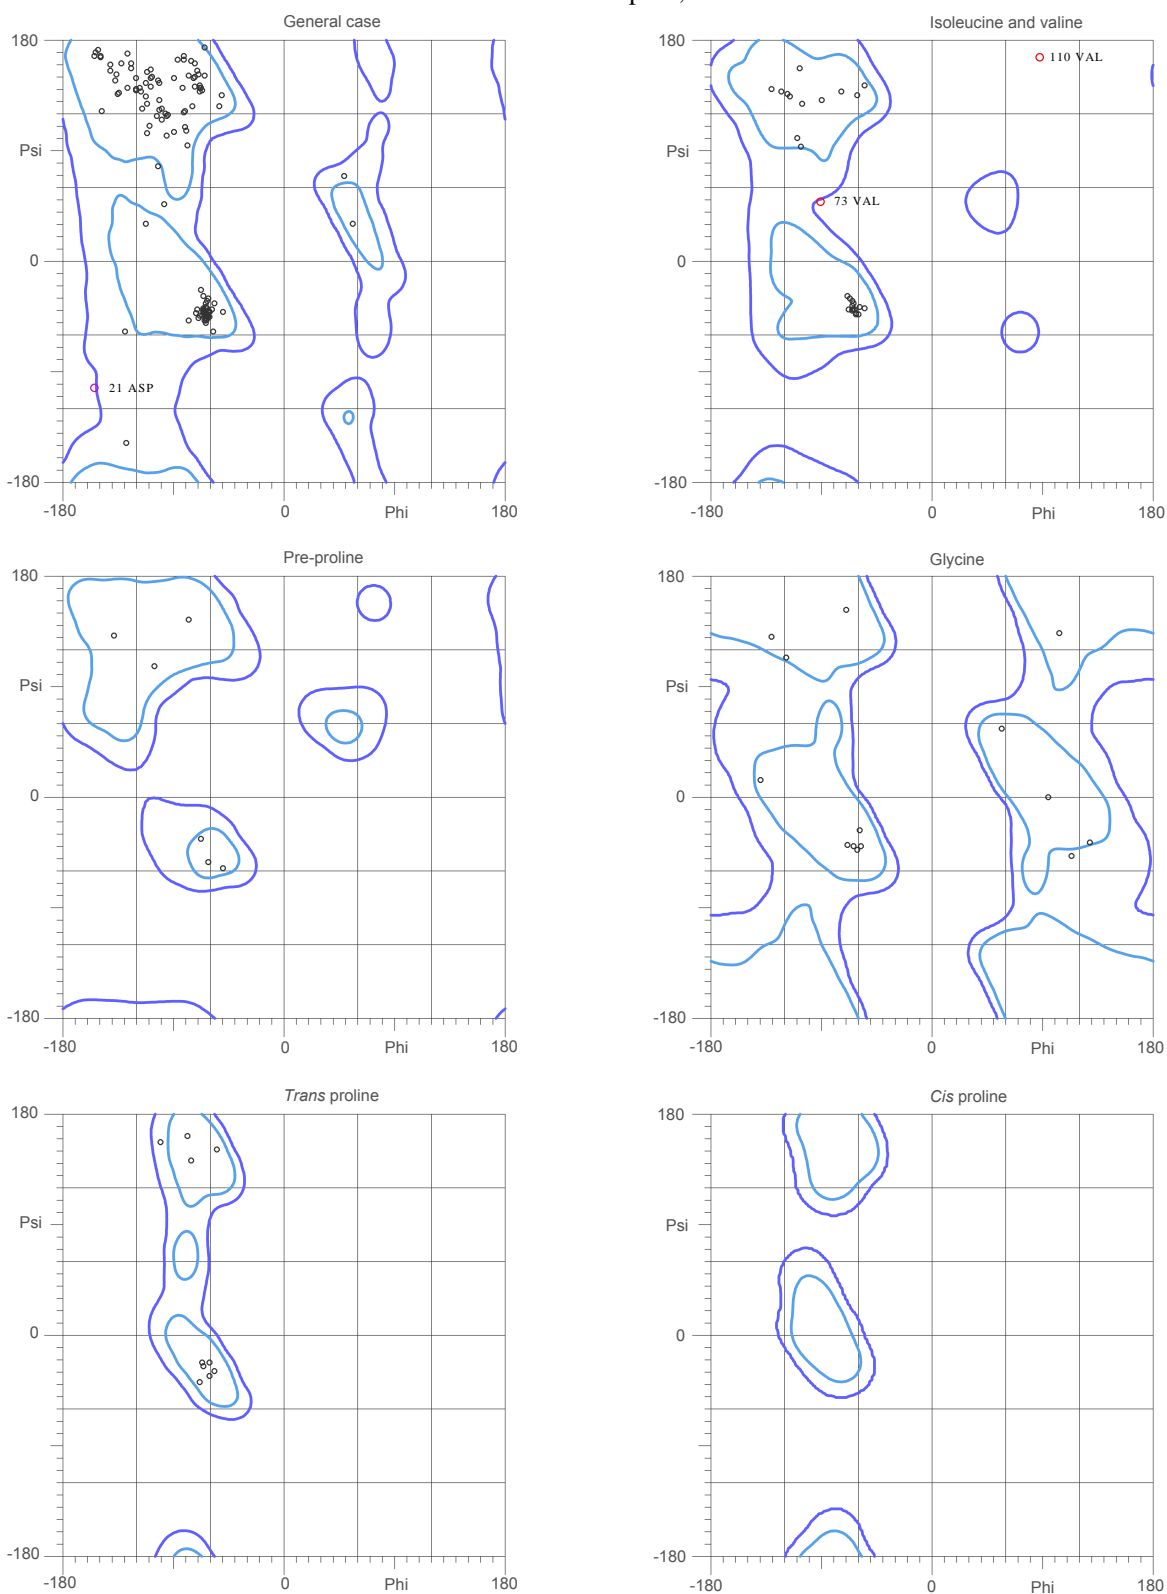 General case
Isoleucine and valine
180
180
110 VAL
Psi
Psi
73 VAL
0
0
21 ASP
-180
-180
-180
0
Phi
180
-180
0
Phi
180
Pre-proline
Glycine
180
180
Psi
Psi
0
0
-180
-180
-180
0
Phi
180
-180
0
Phi
180
Trans proline
Cis proline
180
180
Psi
Psi
0
0
-180
-180
-180
0
Phi
180
-180
0
Phi
180